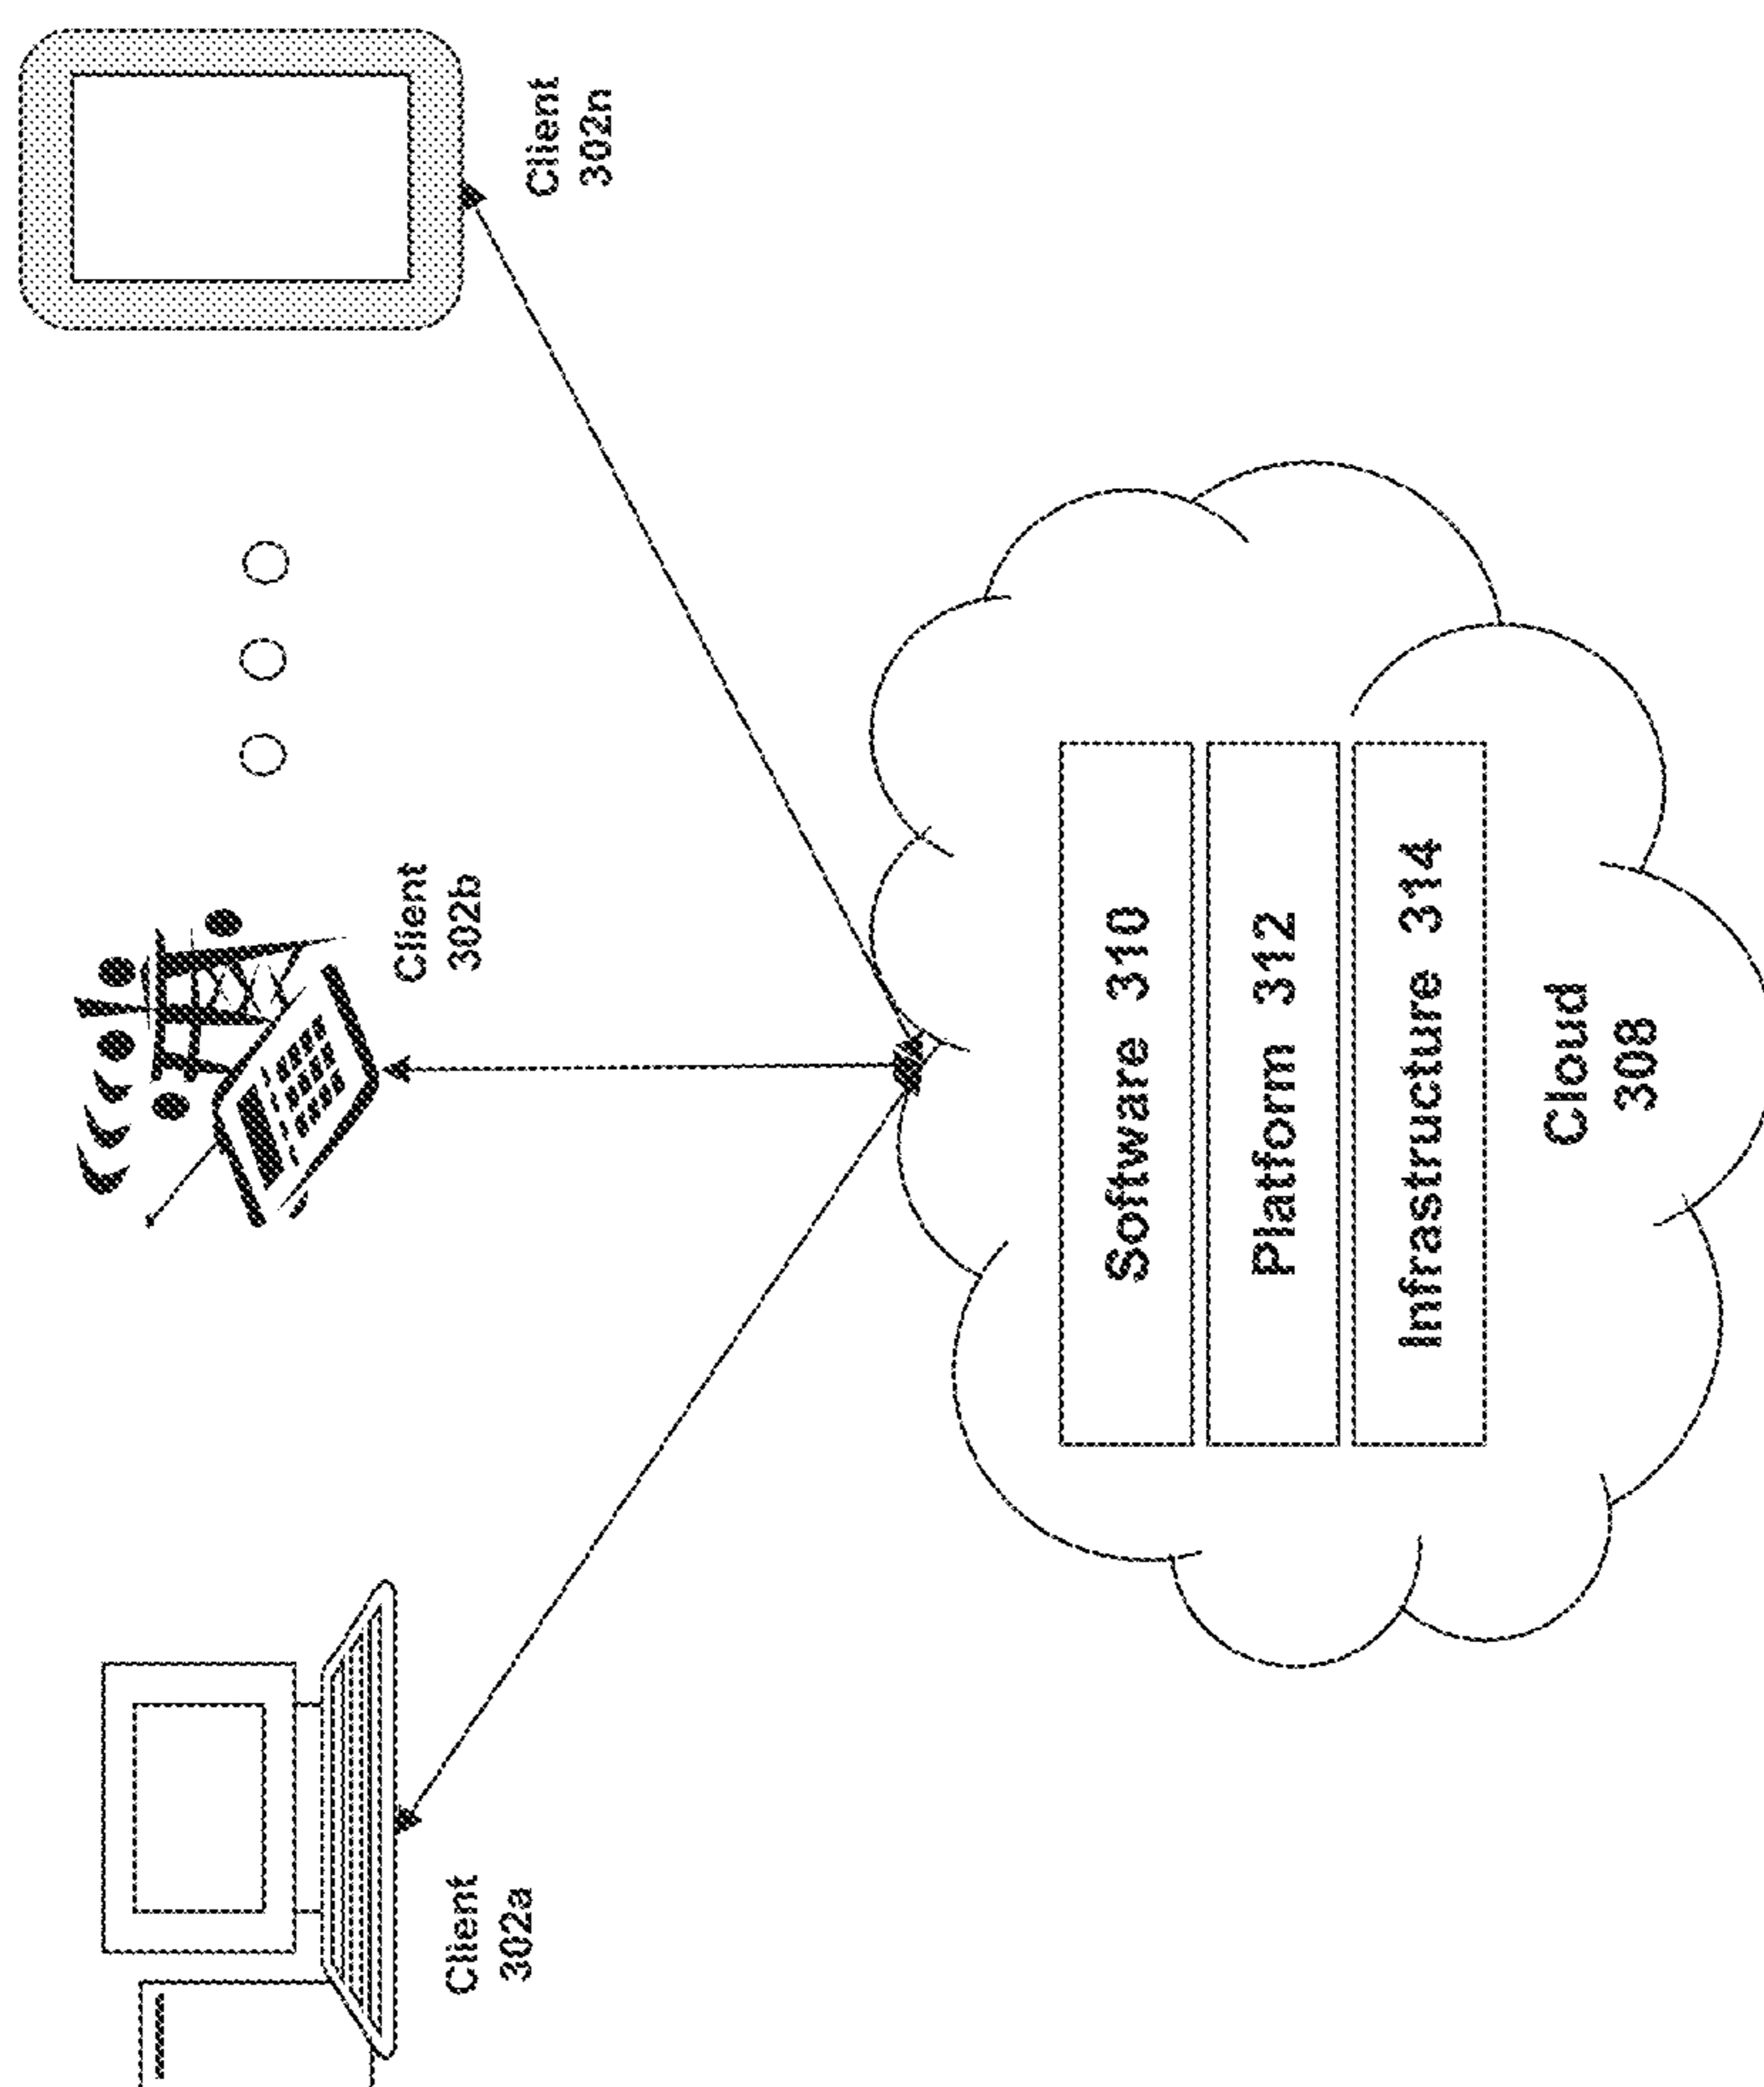 Client
302a
Client
302b
Client
302n
Software 310
Platform 312
Infrastructure 314
Cloud
308